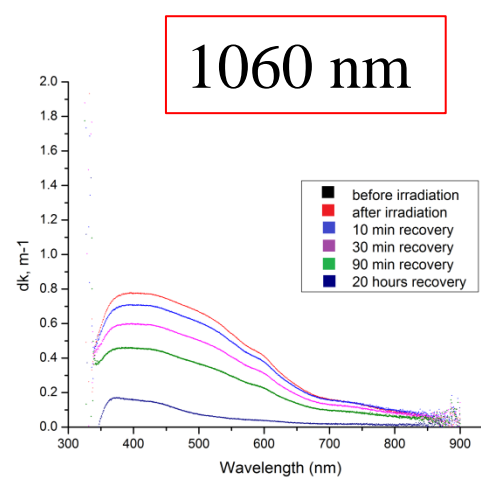 1060 nm
2.0
1.8
1.6
1.4
1.2
1.0
0.8
0.6
0.4
0.2
0.0
dk, m-1
before irradiation
after irradiation
10 min recovery
30 min recovery
90 min recovery
20 hours recovery
300 400 500 600 700 800 900
Wavelength (nm)